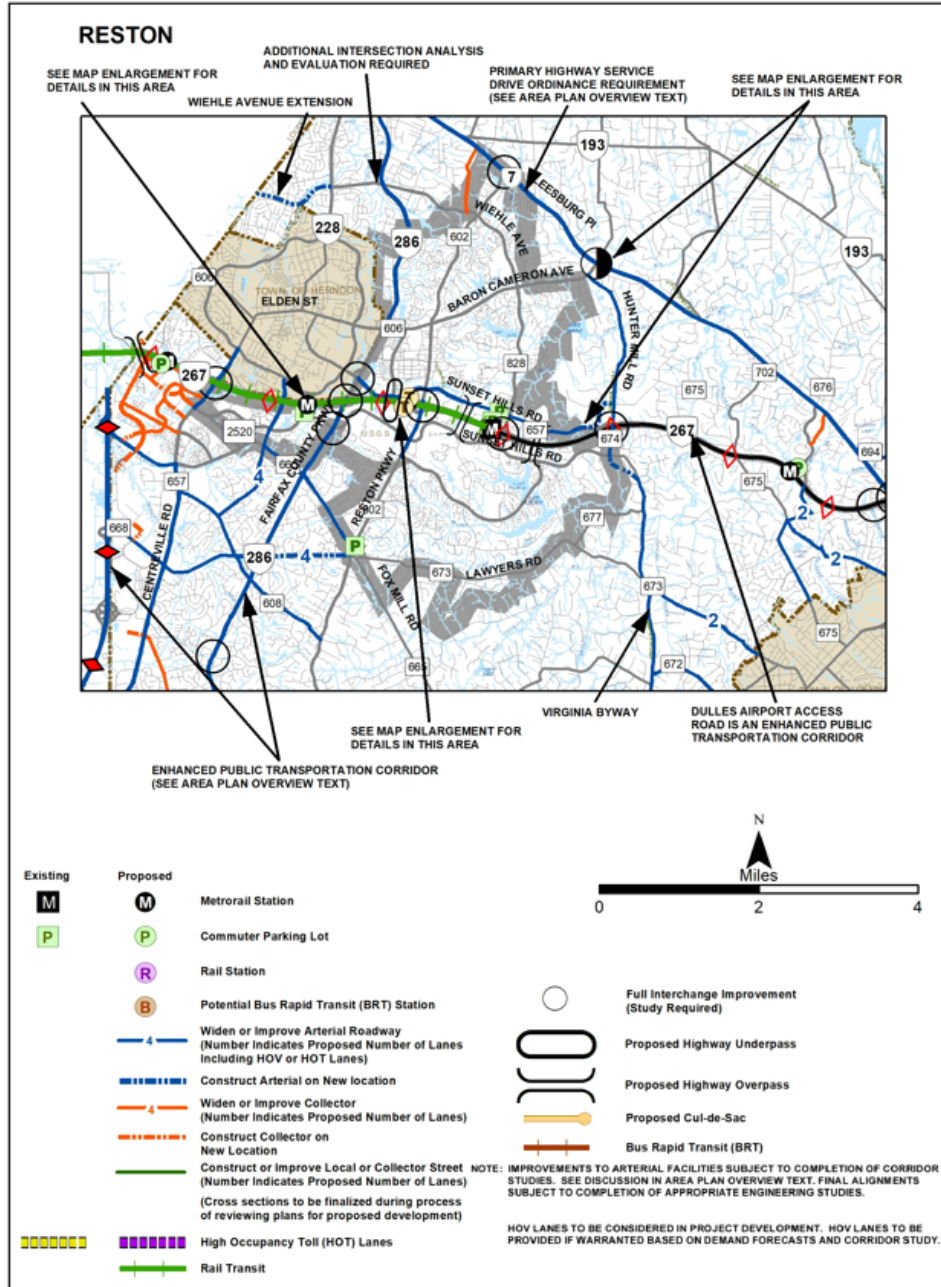 RESTON
ADDITIONAL INTERSECTION ANALYSIS
AND EVALUATION REQUIRED
SEE MAP ENLARGEMENT FOR
DETAILS IN THIS AREA
WIEHLE AVENUE EXTENSION
PRIMARY HIGHWAY SERVICE
DRIVE ORDINANCE REQUIREMENT
(SEE AREA PLAN OVERVIEW TEXT)
SEE MAP ENLARGEMENT FOR
DETAILS IN THIS AREA
193
7
LEESBURG PI
WIEHLE AVE
228
286
602
193
BARON CAMERON AVE
606
TOWN OF HERNDON
ELDEN ST
606
HUNTER MILL RD
828
702
675
676
P
267
M
SUNSET HILLS RD
657
M
SUNSET HILLS RD
674
267
2520
FAIRFAX COUNTY PKWY
RESTON PKWY
4
657
675
M
694
668
CENTREVILLE RD
602
677
2
286
4
P
673
LAWYERS RD
2
608
FOX MILL RD
673
2
675
665
672
SEE MAP ENLARGEMENT FOR
DETAILS IN THIS AREA
VIRGINIA BYWAY
DULLES AIRPORT ACCESS
ROAD IS AN ENHANCED PUBLIC
TRANSPORTATION CORRIDOR
ENHANCED PUBLIC TRANSPORTATION CORRIDOR
(SEE AREA PLAN OVERVIEW TEXT)
N
Miles
0 2 4
Existing Proposed
M M Metrorail Station
P P Commuter Parking Lot
R Rail Station
B Potential Bus Rapid Transit (BRT) Station
4 Widen or Improve Arterial Roadway
(Number Indicates Proposed Number of Lanes
Including HOV or HOT Lanes)
Construct Arterial on New location
4 Widen or Improve Collector
(Number Indicates Proposed Number of Lanes)
Construct Collector on
New Location
Construct or Improve Local or Collector Street
(Number Indicates Proposed Number of Lanes)
(Cross sections to be finalized during process
of reviewing plans for proposed development)
High Occupancy Toll (HOT) Lanes
Rail Transit
Full Interchange Improvement
(Study Required)
Proposed Highway Underpass
Proposed Highway Overpass
Proposed Cul-de-Sac
Bus Rapid Transit (BRT)
NOTE: IMPROVEMENTS TO ARTERIAL FACILITIES SUBJECT TO COMPLETION OF CORRIDOR
STUDIES. SEE DISCUSSION IN AREA PLAN OVERVIEW TEXT. FINAL ALIGNMENTS
SUBJECT TO COMPLETION OF APPROPRIATE ENGINEERING STUDIES.
HOV LANES TO BE CONSIDERED IN PROJECT DEVELOPMENT. HOV LANES TO BE
PROVIDED IF WARRANTED BASED ON DEMAND FORECASTS AND CORRIDOR STUDY.